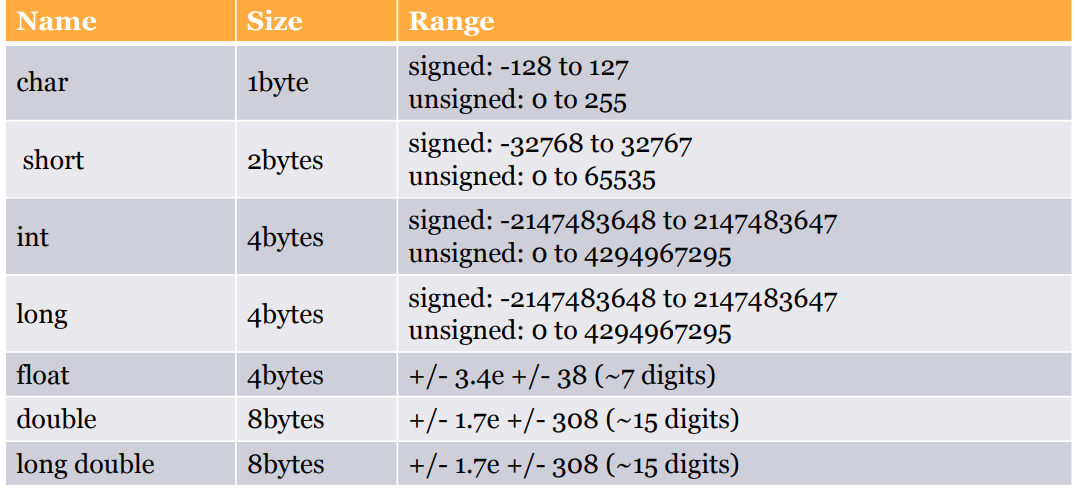 Name Size Range
char 1byte signed: -128 to 127
unsigned: 0 to 255
short 2bytes signed: -32768 to 32767
unsigned: 0 to 65535
int 4bytes signed: -2147483648 to 2147483647
unsigned: 0 to 4294967295
long 4bytes signed: -2147483648 to 2147483647
unsigned: 0 to 4294967295
float 4bytes +/- 3.4e +/- 38 (~7 digits)
double 8bytes +/- 1.7e +/- 308 (~15 digits)
long double 8bytes +/- 1.7e +/- 308 (~15 digits)